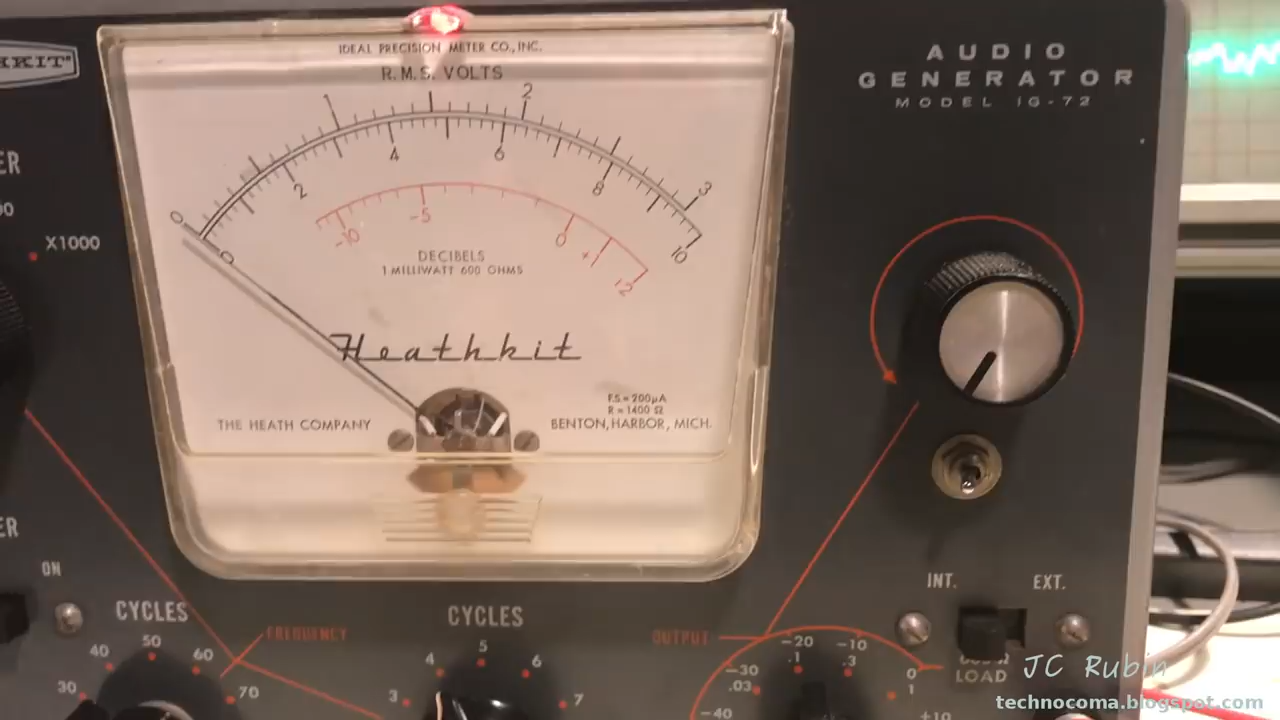 IDEAL PRECISION METER CO., INC.
R.M.S. VOLTS
AUDIO
GENERATOR
MODEL IG-72
1
2
3
0
0
2
4
6
8
10
-10
-5
0
+1
+2
DECIBELS
1 MILLIWATT 600 OHMS
X1000
Heathkit
F.S.=200µA
R=1400 Ω
THE HEATH COMPANY
BENTON, HARBOR, MICH.
ON
INT.
EXT.
CYCLES
CYCLES
FREQUENCY
OUTPUT
30
40
50
60
70
3
4
5
6
7
-40
-30
-20
-10
0
+10
.03
.1
.3
1
LOAD
JC Rubin
technocoma.blogspot.com